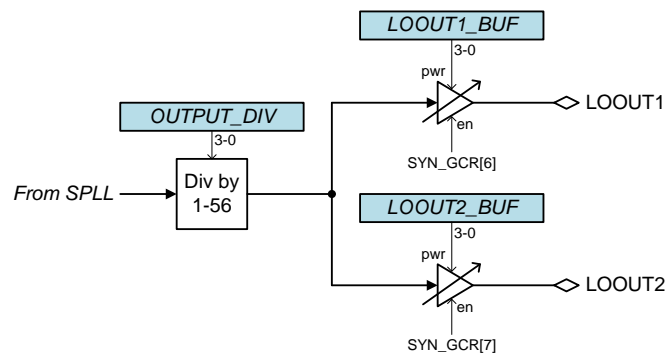 LOOUT1_BUF
3-0
pwr
LOOUT1
OUTPUT_DIV
en
3-0
SYN_GCR[6]
From SPLL
Div by
1-56
LOOUT2_BUF
3-0
pwr
LOOUT2
en
SYN_GCR[7]